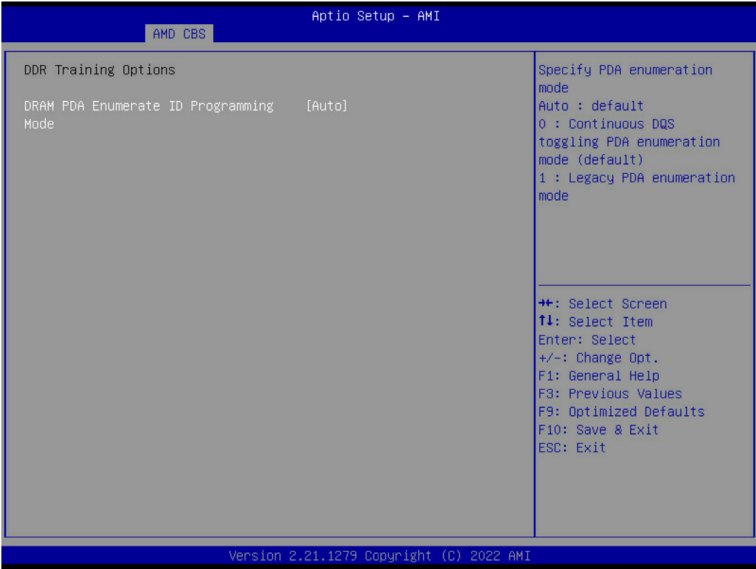 Aptio Setup – AMI
AMD CBS
DDR Training Options
DRAM PDA Enumerate ID Programming [Auto]
Mode
Specify PDA enumeration
mode
Auto : default
0 : Continuous DQS
toggling PDA enumeration
mode (default)
1 : Legacy PDA enumeration
mode
→←: Select Screen
↑↓: Select Item
Enter: Select
+/-: Change Opt.
F1: General Help
F3: Previous Values
F9: Optimized Defaults
F10: Save & Exit
ESC: Exit
Version 2.21.1279 Copyright (C) 2022 AMI